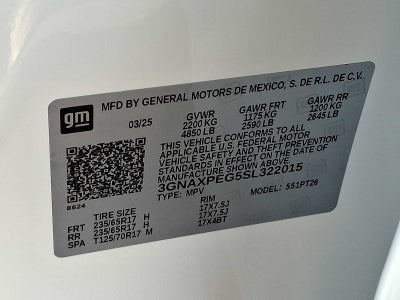 gm
MFD BY GENERAL MOTORS DE MEXICO, S. DE R.L. DE C.V.
03/25 GVWR GAWR FRT GAWR RR
2200 KG 1175 KG 1200 KG
4850 LB 2590 LB 2645 LB
THIS VEHICLE CONFORMS TO ALL
APPLICABLE U.S. FEDERAL MOTOR
VEHICLE SAFETY AND THEFT PREVENTION
STANDARDS IN EFFECT ON THE DATE OF
MANUFACTURE SHOWN ABOVE.
3GNAXPEG5SL322015
TYPE: MPV MODEL: 551PT26
8624
TIRE SIZE RIM
FRT 235/65R17 H 17X7.5J
RR 235/65R17 H 17X7.5J
SPA T125/70R17 M 17X4BT